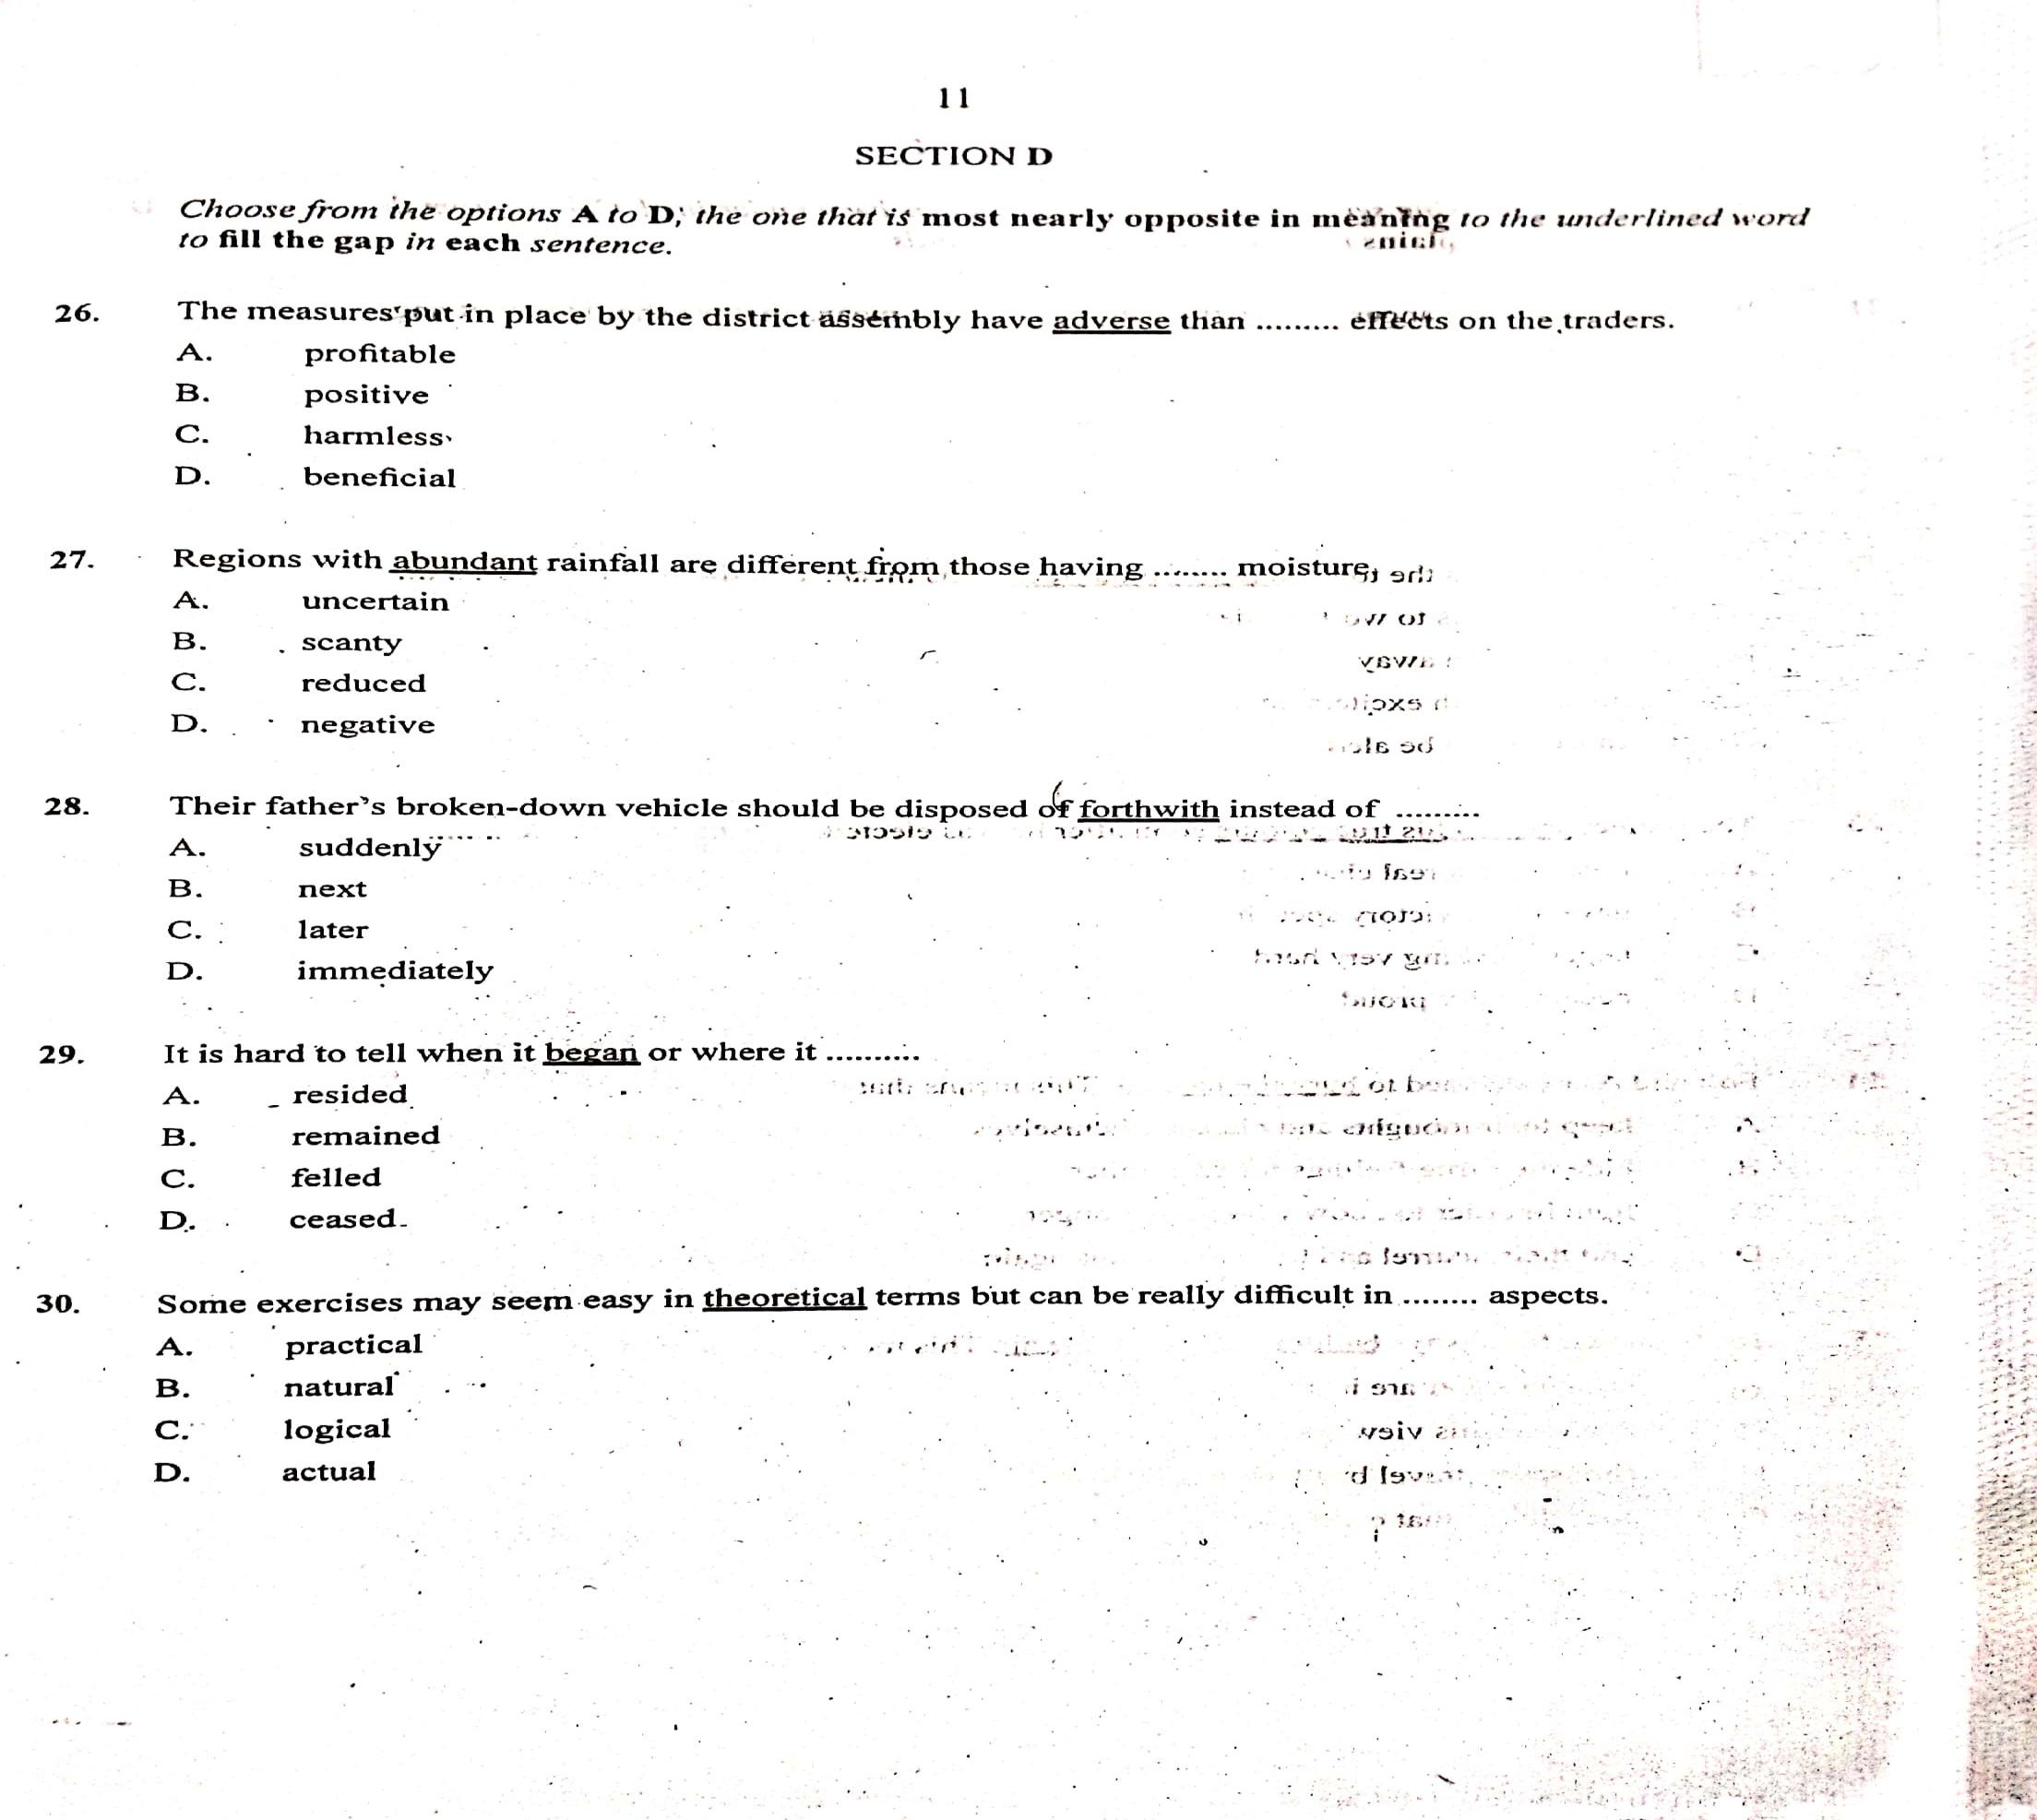 11
SECTION D
Choose from the options A to D, the one that is most nearly opposite in meaning to the underlined word
to fill the gap in each sentence.
26. The measures put in place by the district assembly have adverse than ......... effects on the traders.
A. profitable
B. positive
C. harmless
D. beneficial
27. Regions with abundant rainfall are different from those having ........ moisture.
A. uncertain
B. scanty
C. reduced
D. negative
28. Their father's broken-down vehicle should be disposed of forthwith instead of .........
A. suddenly
B. next
C. later
D. immediately
29. It is hard to tell when it began or where it ..........
A. resided
B. remained
C. felled
D. ceased
30. Some exercises may seem easy in theoretical terms but can be really difficult in ........ aspects.
A. practical
B. natural
C. logical
D. actual